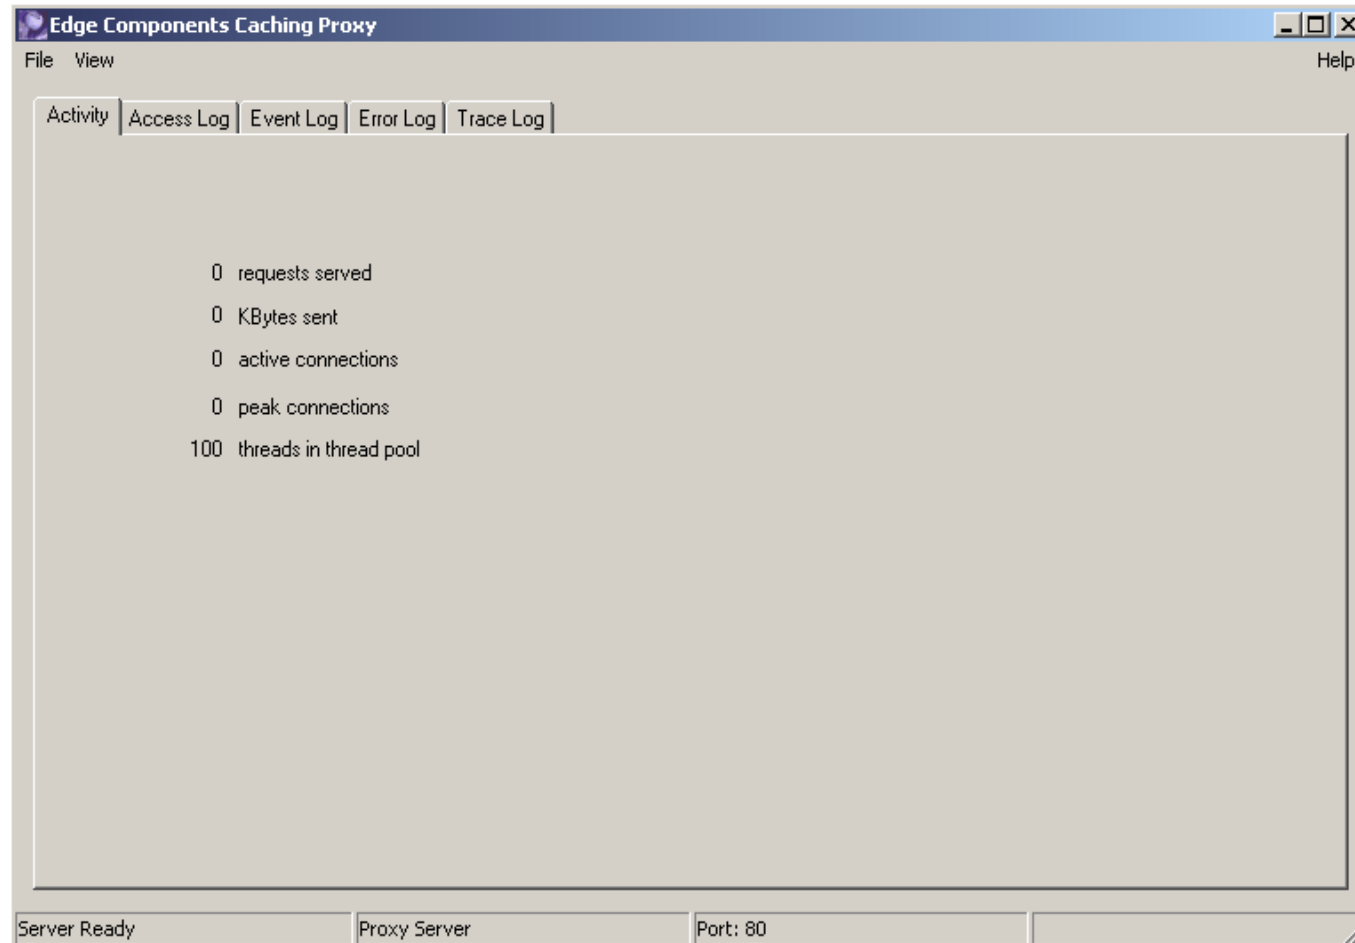 Edge Components Caching Proxy
File View Help
Activity Access Log Event Log Error Log Trace Log
0 requests served
0 KBytes sent
0 active connections
0 peak connections
100 threads in thread pool
Server Ready Proxy Server Port: 80